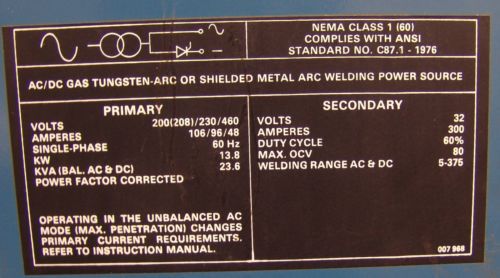 NEMA CLASS 1 (60)
COMPLIES WITH ANSI
STANDARD NO. C87.1 - 1976
AC/DC GAS TUNGSTEN-ARC OR SHIELDED METAL ARC WELDING POWER SOURCE
PRIMARY
VOLTS 200(208)/230/460
AMPERES 106/96/48
SINGLE-PHASE 60 Hz
KW 13.8
KVA (BAL. AC & DC) 23.6
POWER FACTOR CORRECTED
OPERATING IN THE UNBALANCED AC
MODE (MAX. PENETRATION) CHANGES
PRIMARY CURRENT REQUIREMENTS.
REFER TO INSTRUCTION MANUAL.
SECONDARY
VOLTS 32
AMPERES 300
DUTY CYCLE 60%
MAX. OCV 80
WELDING RANGE AC & DC 5-375
007 968